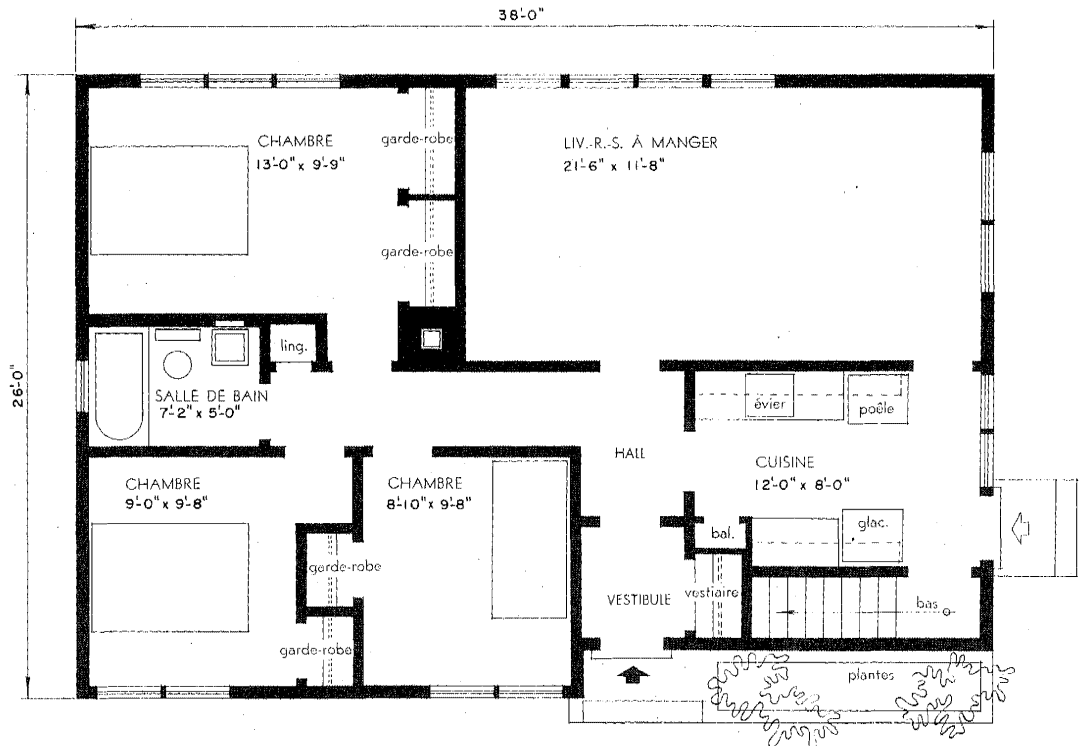 38'-0"
26'-0"
CHAMBRE
13'-0" x 9'-9"
garde-robe
garde-robe
LIV.-R.-S. À MANGER
21'-6" x 11'-8"
ling.
SALLE DE BAIN
7'-2" x 5'-0"
évier
poêle
HALL
CUISINE
12'-0" x 8'-0"
CHAMBRE
9'-0" x 9'-8"
CHAMBRE
8'-10" x 9'-8"
glac.
bal.
garde-robe
garde-robe
VESTIBULE
vestiaire
bas
plantes